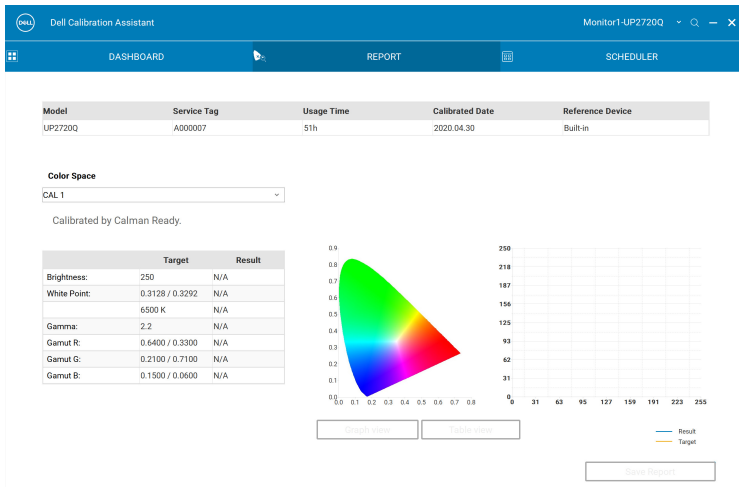 DELL Dell Calibration Assistant Monitor1-UP2720Q
DASHBOARD REPORT SCHEDULER
Model Service Tag Usage Time Calibrated Date Reference Device
UP2720Q A000007 51h 2020.04.30 Built-in
Color Space
CAL 1
Calibrated by Calman Ready.
Target Result
Brightness: 250 N/A
White Point: 0.3128 / 0.3292 N/A
6500 K N/A
Gamma: 2.2 N/A
Gamut R: 0.6400 / 0.3300 N/A
Gamut G: 0.2100 / 0.7100 N/A
Gamut B: 0.1500 / 0.0600 N/A
0.9
0.8
0.7
0.6
0.5
0.4
0.3
0.2
0.1
0.0
0.0 0.1 0.2 0.3 0.4 0.5 0.6 0.7 0.8
250
218
187
156
125
93
62
31
0
0 31 63 95 127 159 191 223 255
Graph view Table view
Result
Target
Save Report